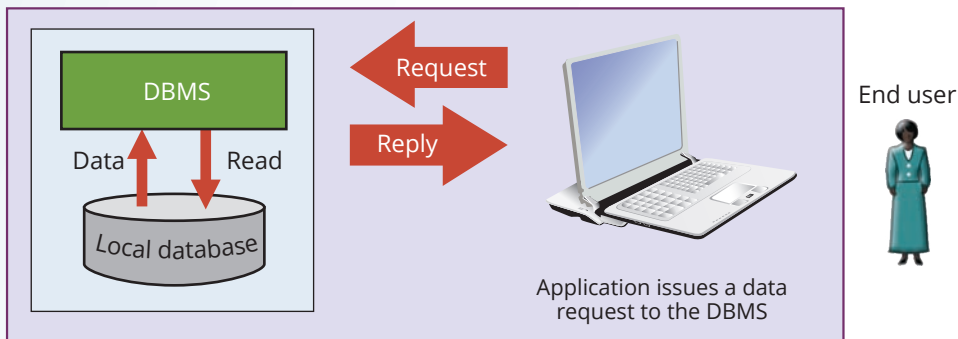 DBMS
Data
Read
Local database
Request
Reply
Application issues a data
request to the DBMS
End user